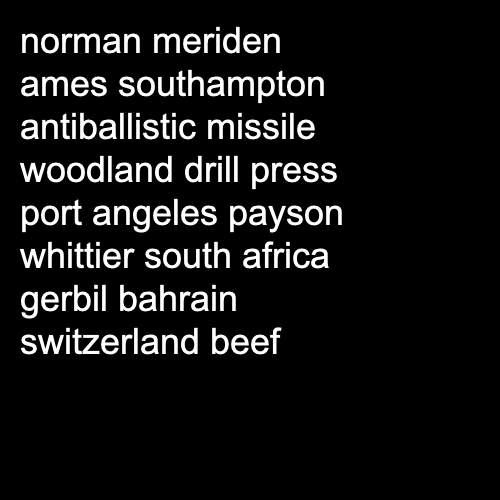 norman meriden
ames southampton
antiballistic missile
woodland drill press
port angeles payson
whittier south africa
gerbil bahrain
switzerland beef